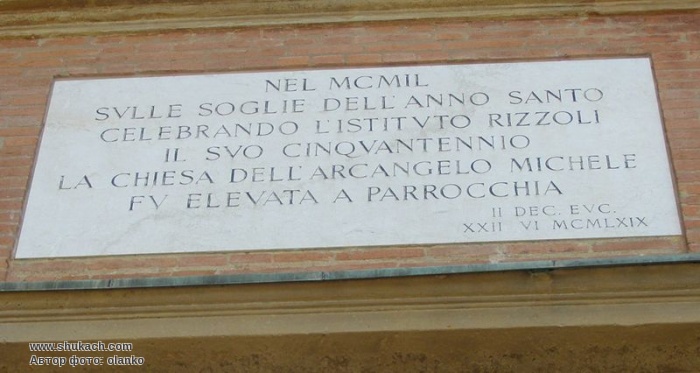 NEL MCMIL
SVLLE SOGLIE DELL'ANNO SANTO
CELEBRANDO L'ISTITVTO RIZZOLI
IL SVO CINQVANTENNIO
LA CHIESA DELL'ARCANGELO MICHELE
FV ELEVATA A PARROCCHIA
II DEC. EVC.
XXII VI MCMLXIX
www.shukach.com
Автор фото: olanko